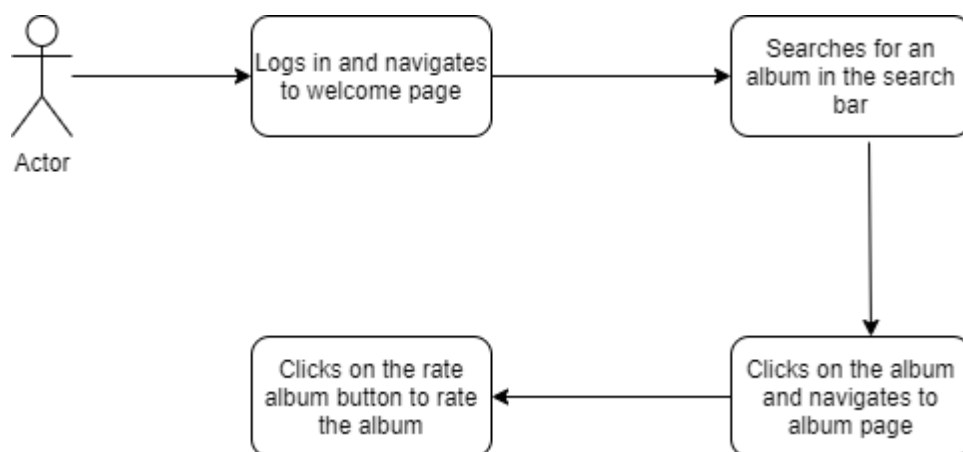 Actor
Logs in and navigates
to welcome page
Searches for an
album in the search
bar
Clicks on the album
and navigates to
album page
Clicks on the rate
album button to rate
the album